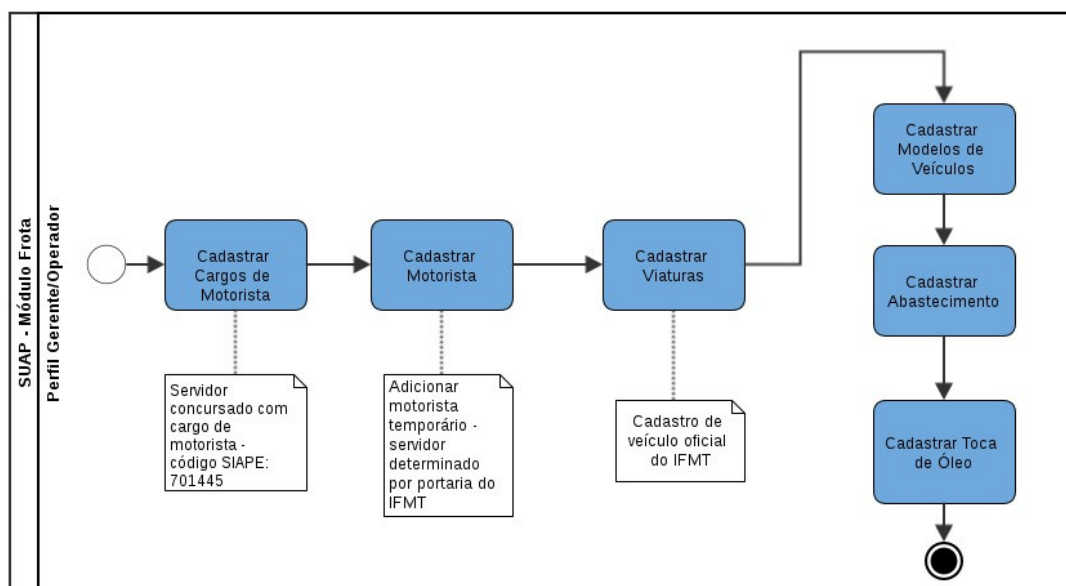 SUAP - Módulo Frota
Perfil Gerente/Operador
Cadastrar
Cargos de
Motorista
Cadastrar
Motorista
Cadastrar
Viaturas
Cadastrar
Modelos de
Veículos
Cadastrar
Abastecimento
Cadastrar Toca
de Óleo
Servidor
concursado com
cargo de
motorista -
código SIAPE:
701445
Adicionar
motorista
temporário -
servidor
determinado
por portaria do
IFMT
Cadastro de
veículo oficial
do IFMT